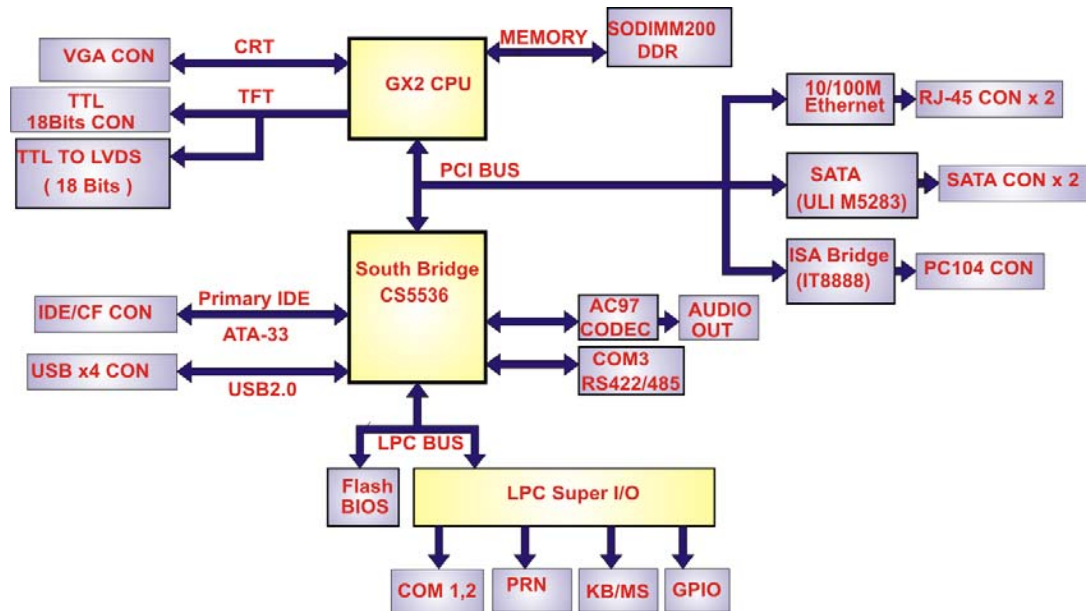 VGA CON
CRT
GX2 CPU
MEMORY
SODIMM200
DDR
TTL
18Bits CON
TFT
TTL TO LVDS
( 18 Bits )
PCI BUS
10/100M
Ethernet
RJ-45 CON x 2
SATA
(ULI M5283)
SATA CON x 2
ISA Bridge
(IT8888)
PC104 CON
South Bridge
CS5536
IDE/CF CON
Primary IDE
ATA-33
USB x4 CON
USB2.0
AC97
CODEC
AUDIO
OUT
COM3
RS422/485
LPC BUS
Flash
BIOS
LPC Super I/O
COM 1,2
PRN
KB/MS
GPIO